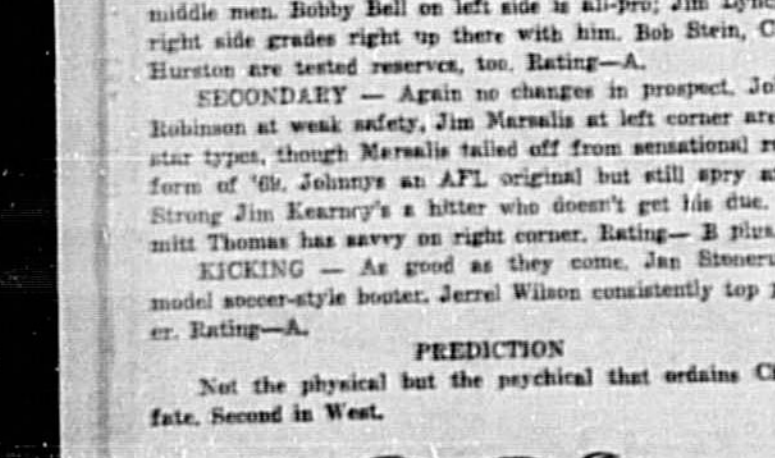 middle men. Bobby Bell on left side is all-pro; Jim Lync
right side grades right up there with him. Bob Stein, C
Hurston are tested reserves, too. Rating—A.
SECONDARY — Again no changes in prospect. Jo
Robinson at weak safety, Jim Marsalis at left corner are
star types, though Marsalis tailed off from sensational r
form of '69. Johnnys an AFL original but still spry a
Strong Jim Kearney's a hitter who doesn't get his due.
mitt Thomas has savvy on right corner. Rating— B plus
KICKING — As good as they come. Jan Steneru
model soccer-style booter. Jerrel Wilson consistently top
er. Rating—A.
PREDICTION
Not the physical but the psychical that ordains C
fate. Second in West.